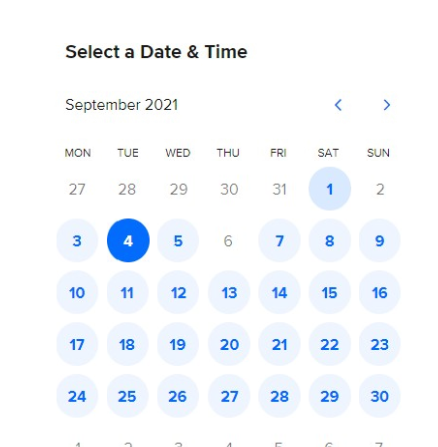 Select a Date & Time
September 2021
MON TUE WED THU FRI SAT SUN
27 28 29 30 31 1 2
3 4 5 6 7 8 9
10 11 12 13 14 15 16
17 18 19 20 21 22 23
24 25 26 27 28 29 30